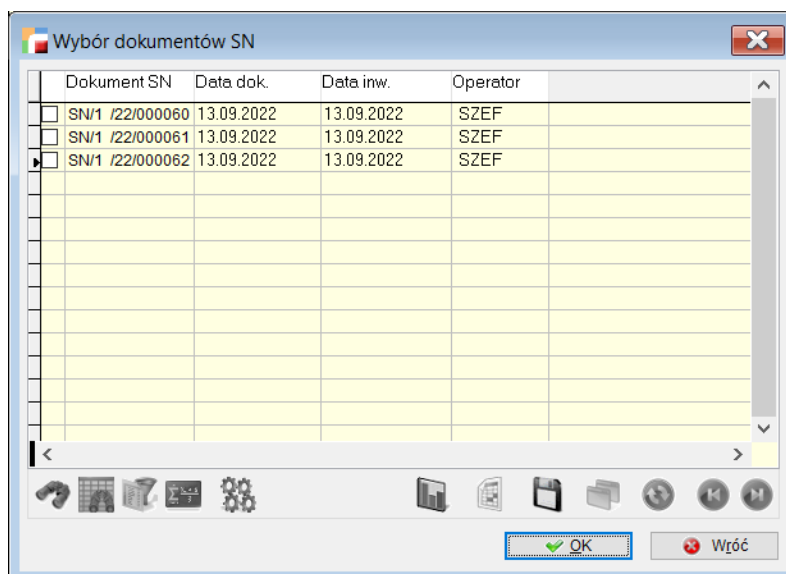 Wybór dokumentów SN
Dokument SN Data dok. Data inw. Operator
SN/1 /22/000060 13.09.2022 13.09.2022 SZEF
SN/1 /22/000061 13.09.2022 13.09.2022 SZEF
SN/1 /22/000062 13.09.2022 13.09.2022 SZEF
OK Wróć